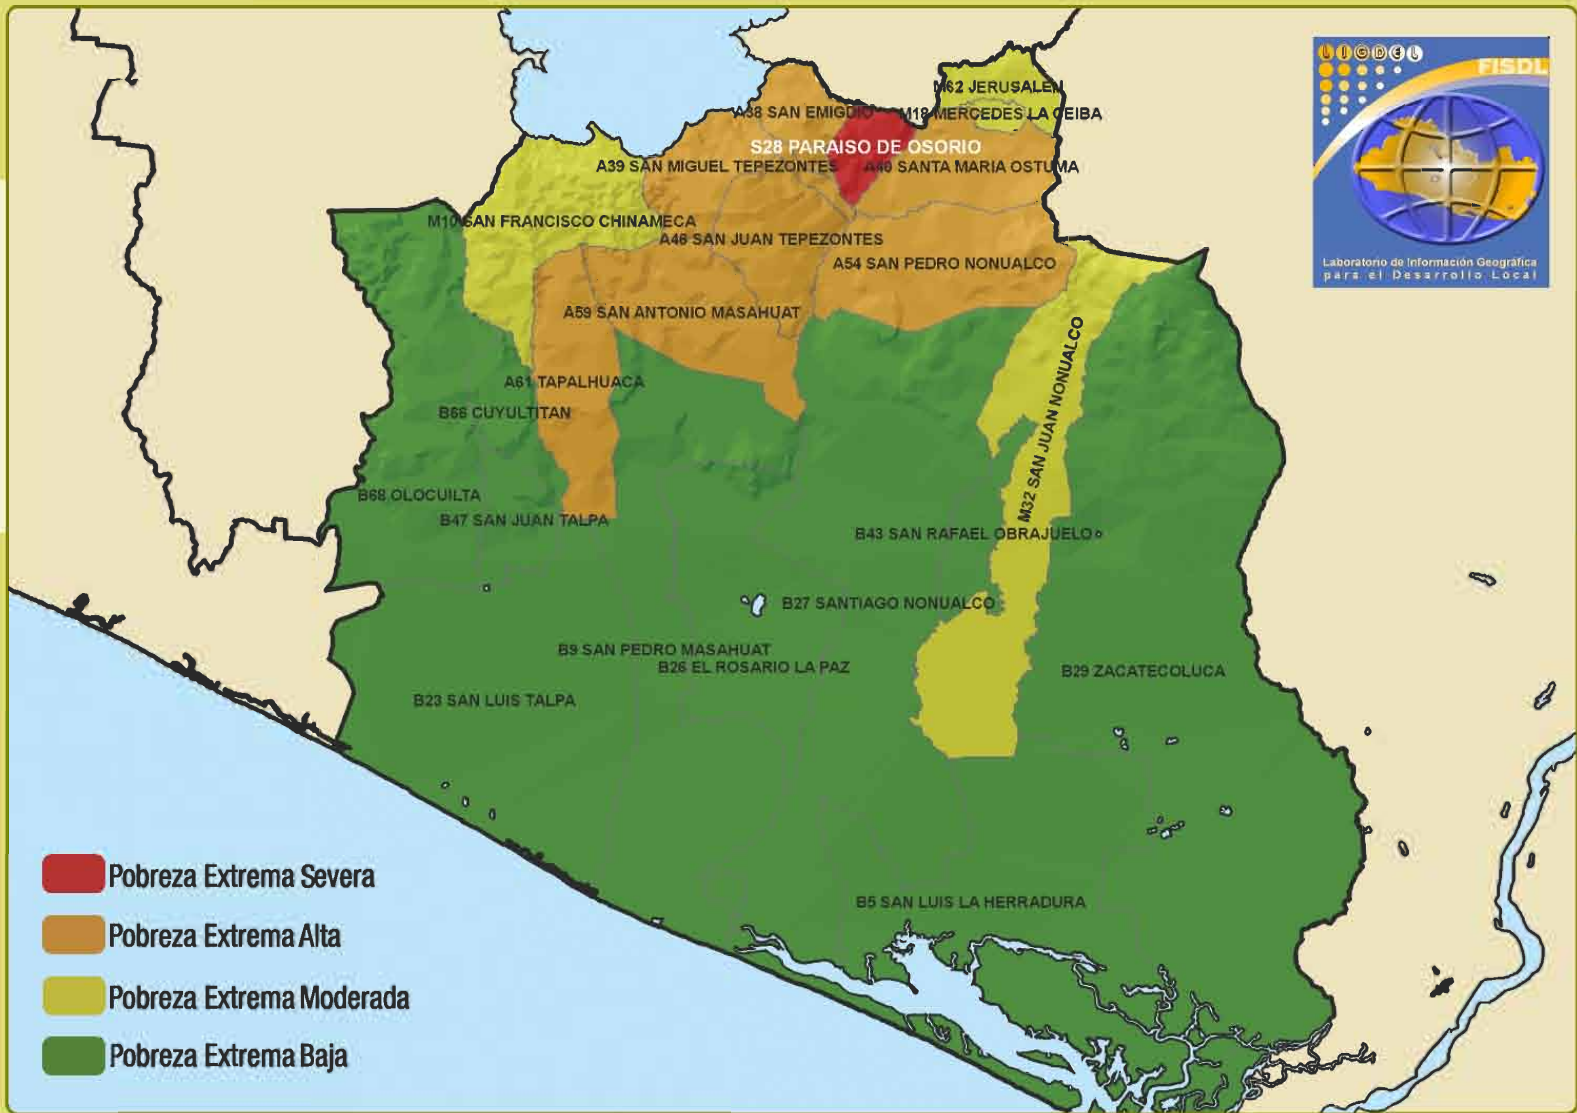 LIGDEL
FISDL
M62 JERUSALEN
A38 SAN EMIGDIO
M18 MERCEDES LA CEIBA
S28 PARAISO DE OSORIO
A39 SAN MIGUEL TEPEZONTES
A40 SANTA MARIA OSTUMA
M10 SAN FRANCISCO CHINAMECA
A46 SAN JUAN TEPEZONTES
A54 SAN PEDRO NONUALCO
Laboratorio de Información Geográfica
para el Desarrollo Local
A59 SAN ANTONIO MASAHUAT
M32 SAN JUAN NONUALCO
A61 TAPALHUACA
B66 CUYULTITAN
B68 OLOCUILTA
B47 SAN JUAN TALPA
B43 SAN RAFAEL OBRAJUELO
B27 SANTIAGO NONUALCO
B9 SAN PEDRO MASAHUAT
B26 EL ROSARIO LA PAZ
B29 ZACATECOLUCA
B23 SAN LUIS TALPA
B5 SAN LUIS LA HERRADURA
Pobreza Extrema Severa
Pobreza Extrema Alta
Pobreza Extrema Moderada
Pobreza Extrema Baja